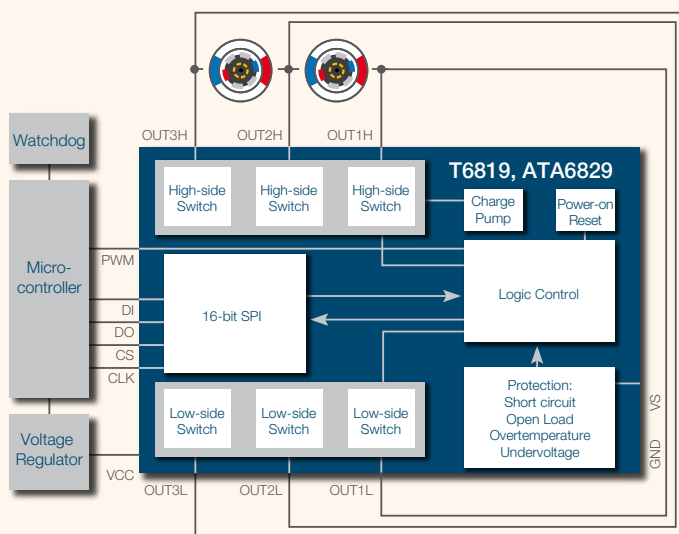 OUT3H
OUT2H
OUT1H
Watchdog
T6819, ATA6829
High-side
Switch
High-side
Switch
High-side
Switch
Charge
Pump
Power-on
Reset
Micro-
controller
PWM
DI
DO
CS
CLK
16-bit SPI
Logic Control
Low-side
Switch
Low-side
Switch
Low-side
Switch
Protection:
Short circuit
Open Load
Overtemperature
Undervoltage
VS
GND
Voltage
Regulator
VCC
OUT3L
OUT2L
OUT1L